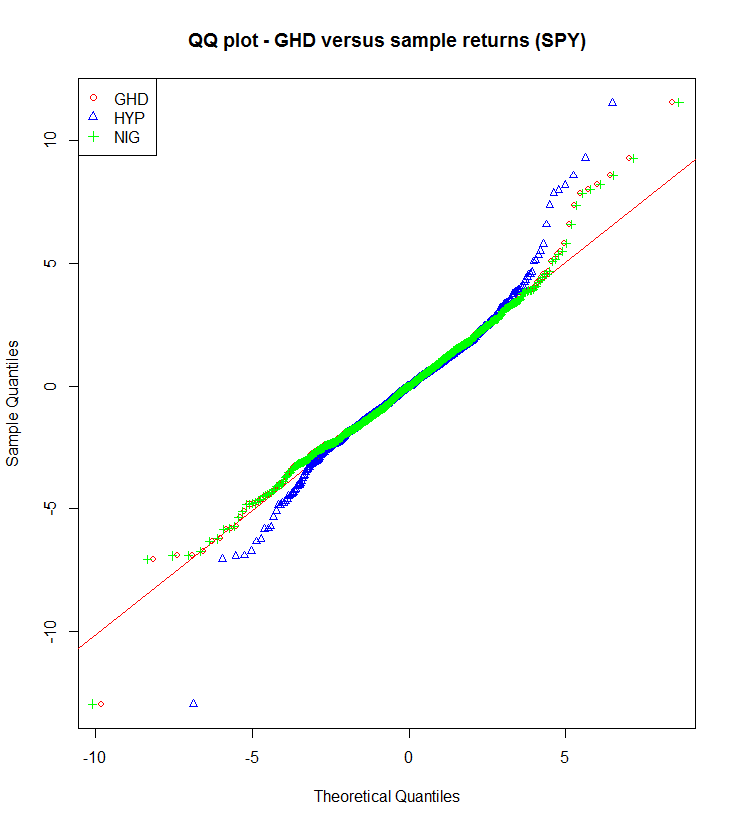 QQ plot - GHD versus sample returns (SPY)
GHD
HYP
NIG
10
5
0
-5
-10
Sample Quantiles
-10 -5 0 5
Theoretical Quantiles